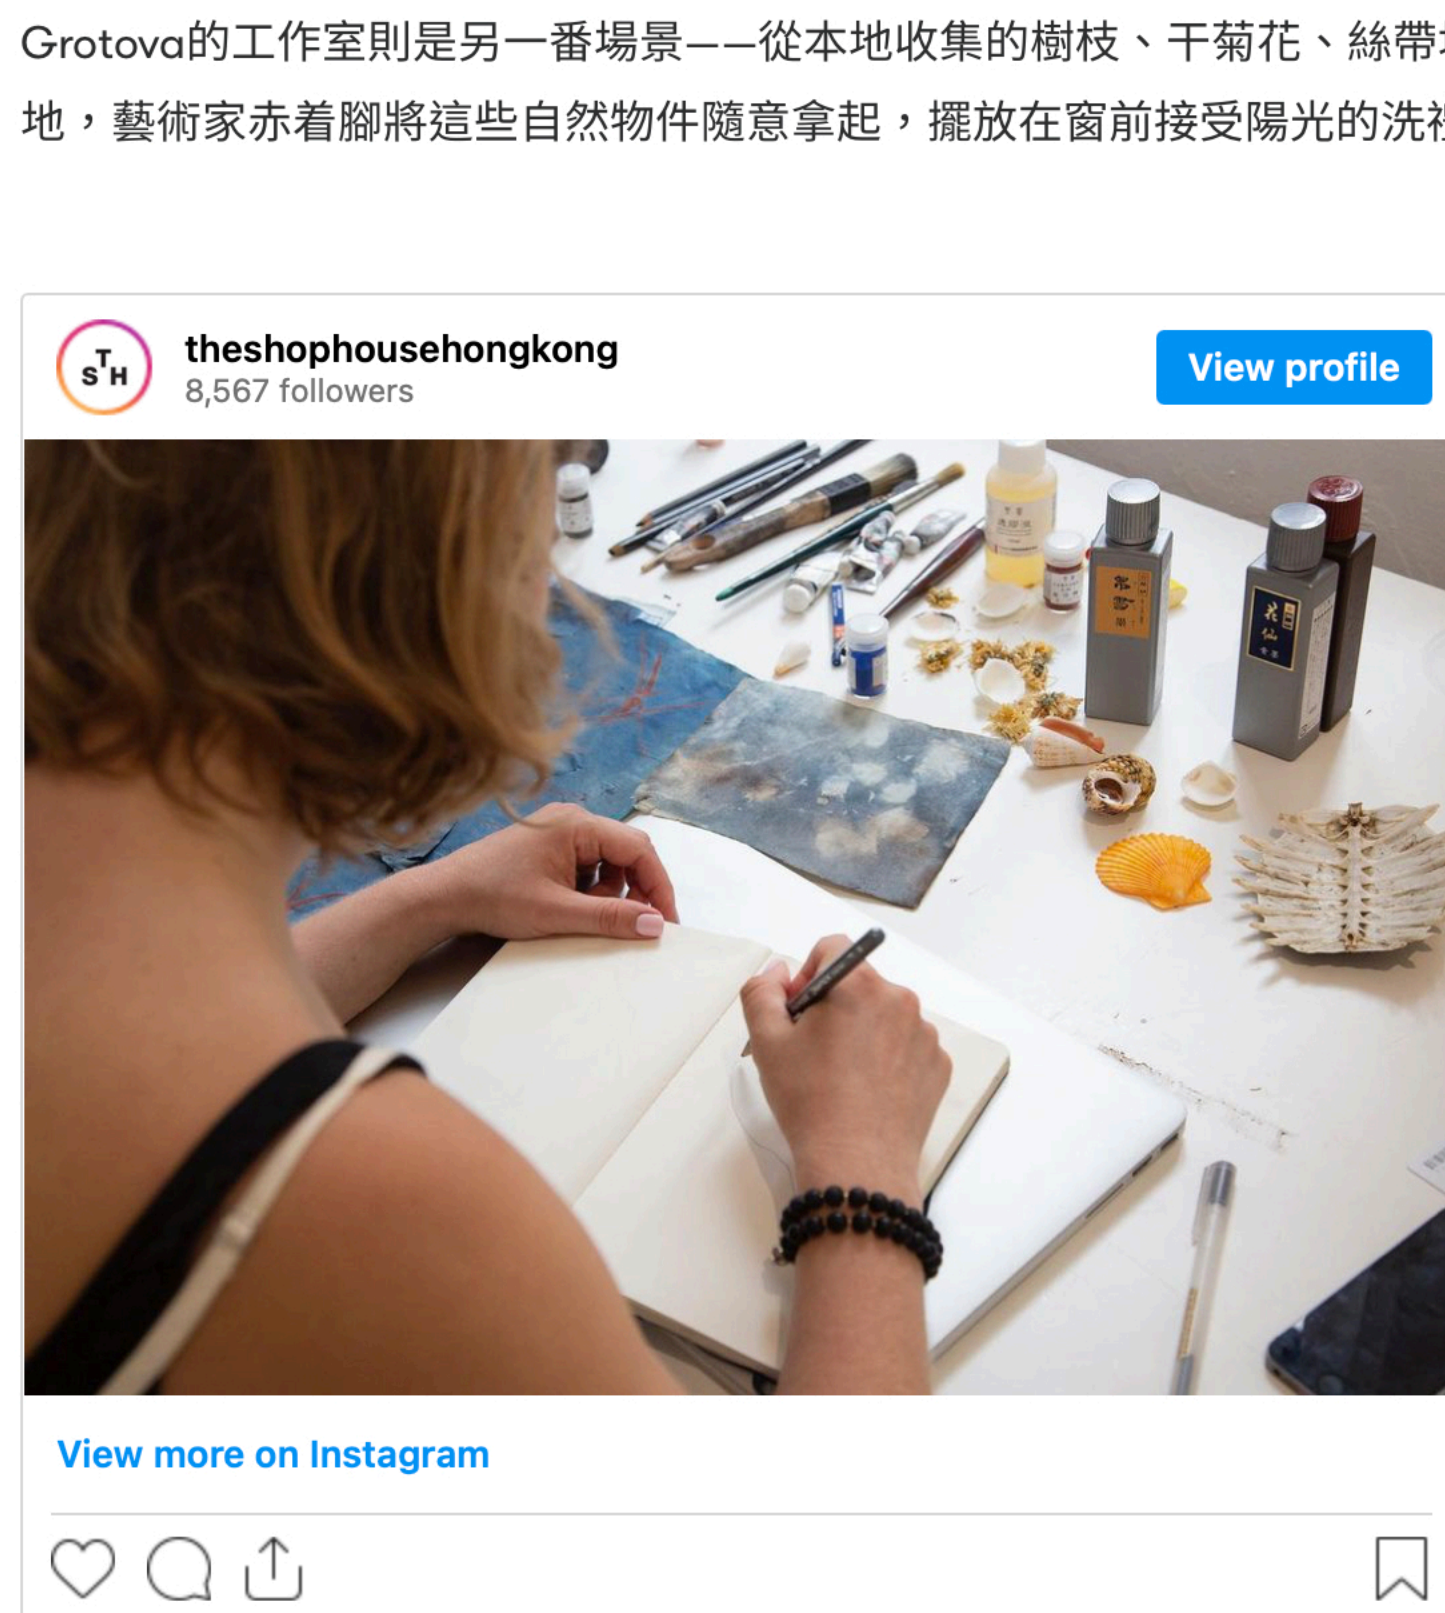 Grotova的工作室則是另一番場景——從本地收集的樹枝、干菊花、絲帶
地，藝術家赤着腳將這些自然物件隨意拿起，擺放在窗前接受陽光的洗
STH
theshophousehongkong
8,567 followers
View profile
花仙
View more on Instagram